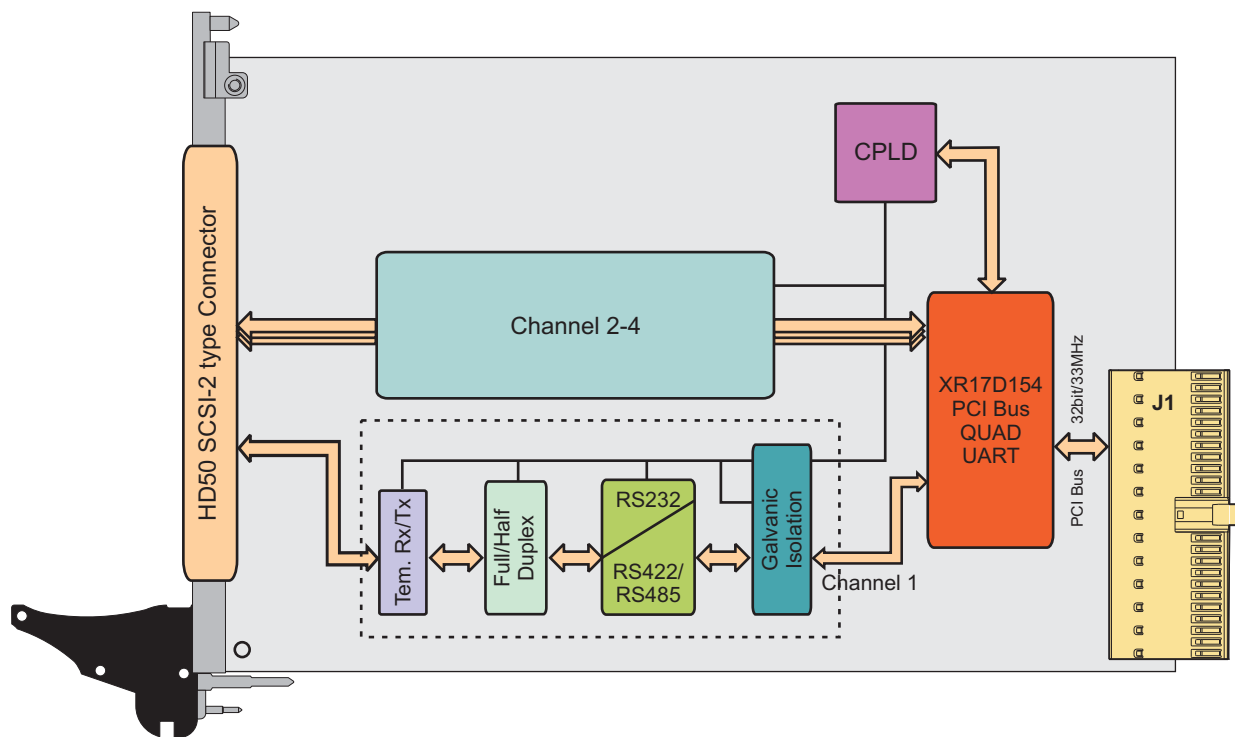 CPLD
HD50 SCSI-2 type Connector
Channel 2-4
XR17D154
PCI Bus
QUAD
UART
32bit/33MHz
PCI Bus
J1
Tem. Rx/Tx
Full/Half
Duplex
RS232
RS422/
RS485
Galvanic
Isolation
Channel 1